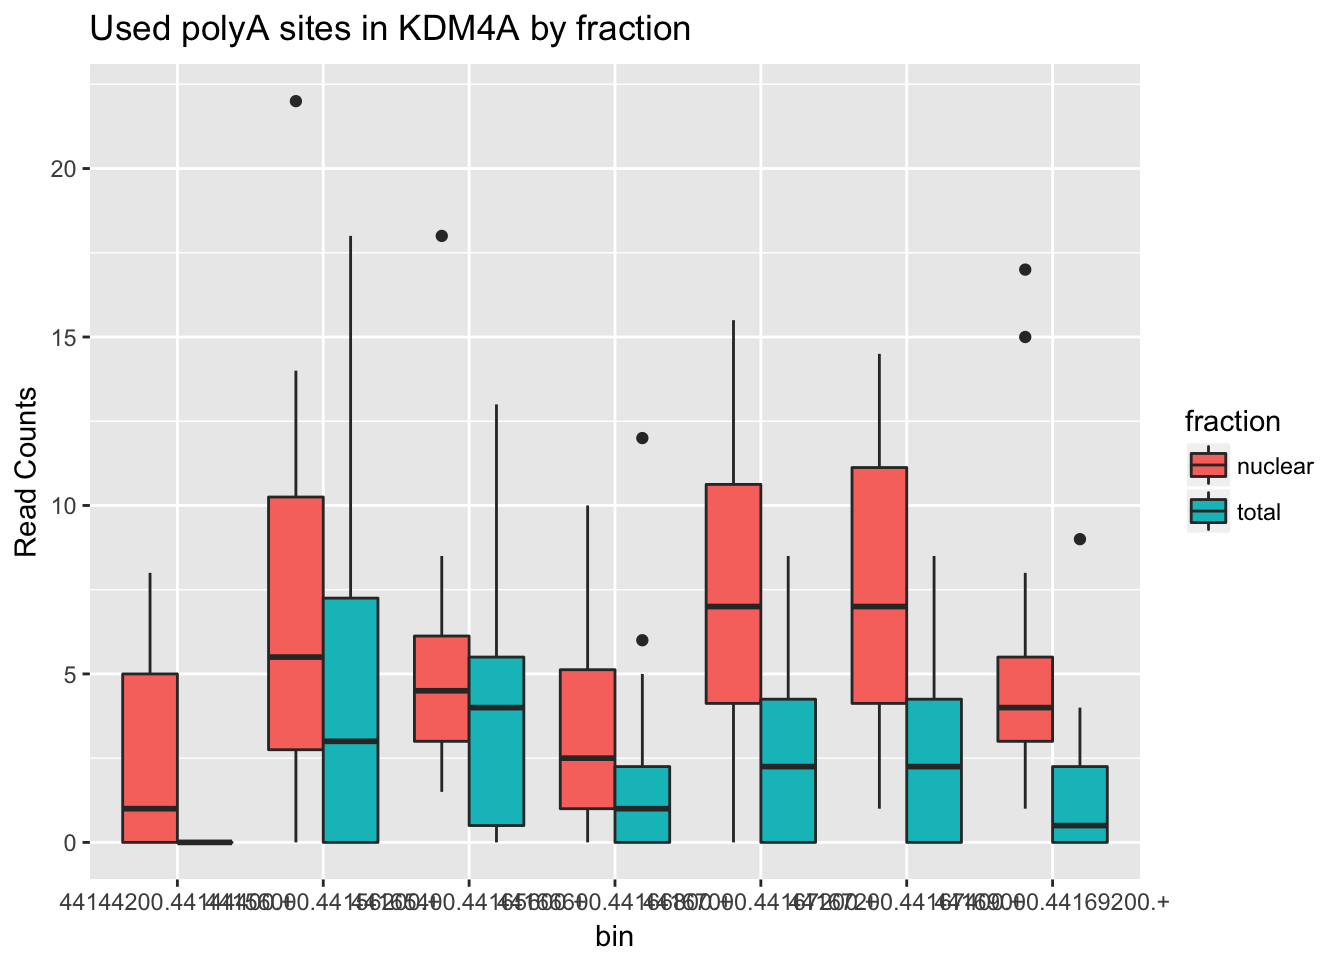 Used polyA sites in KDM4A by fraction
Read Counts
20
15
10
5
0
bin
fraction
nuclear
total